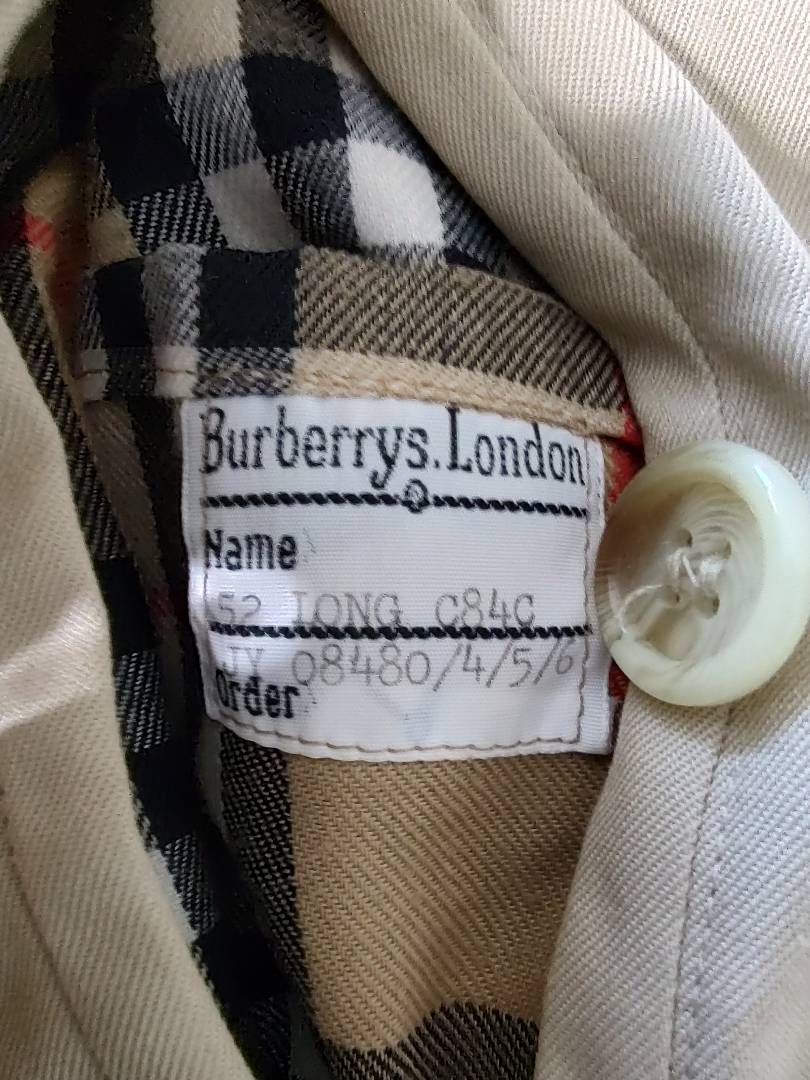 Burberrys.London
Name
52 LONG C84C
JY 08480/4/5/6
Order